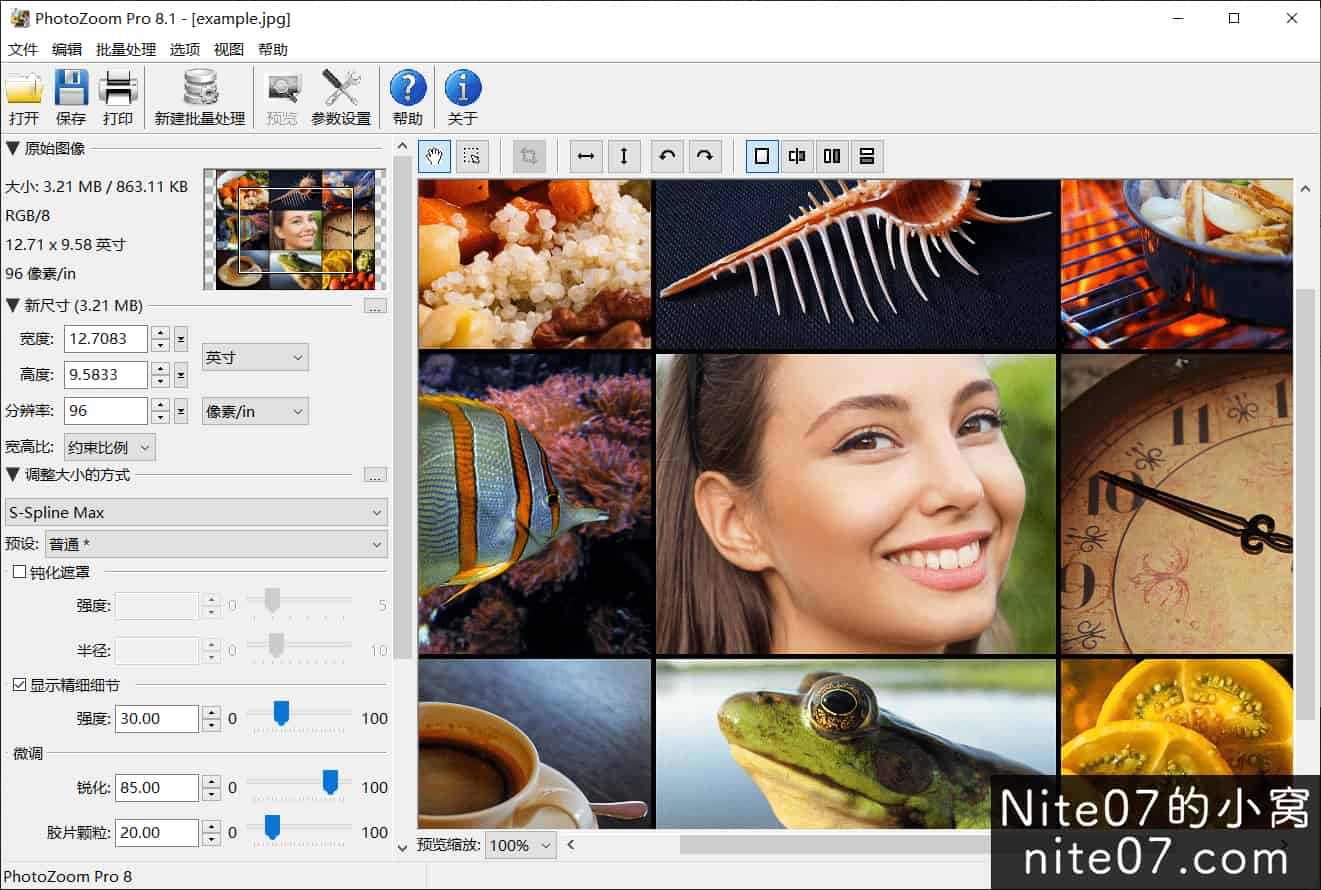 PhotoZoom Pro 8.1 - [example.jpg]
文件 编辑 批量处理 选项 视图 帮助
打开 保存 打印 新建批量处理 预览 参数设置 帮助 关于
原始图像
大小: 3.21 MB / 863.11 KB
RGB/8
12.71 x 9.58 英寸
96 像素/in
新尺寸 (3.21 MB) ...
宽度: 12.7083
英寸
高度: 9.5833
分辨率: 96 像素/in
宽高比: 约束比例
调整大小的方式 ...
S-Spline Max
预设: 普通 *
钝化遮罩
强度: 0 5
半径: 0 10
显示精细细节
强度: 30.00 0 100
微调
锐化: 85.00 0 100
胶片颗粒: 20.00 0 100
11
10
9
预览缩放: 100%
PhotoZoom Pro 8
Nite07的小窝
nite07.com